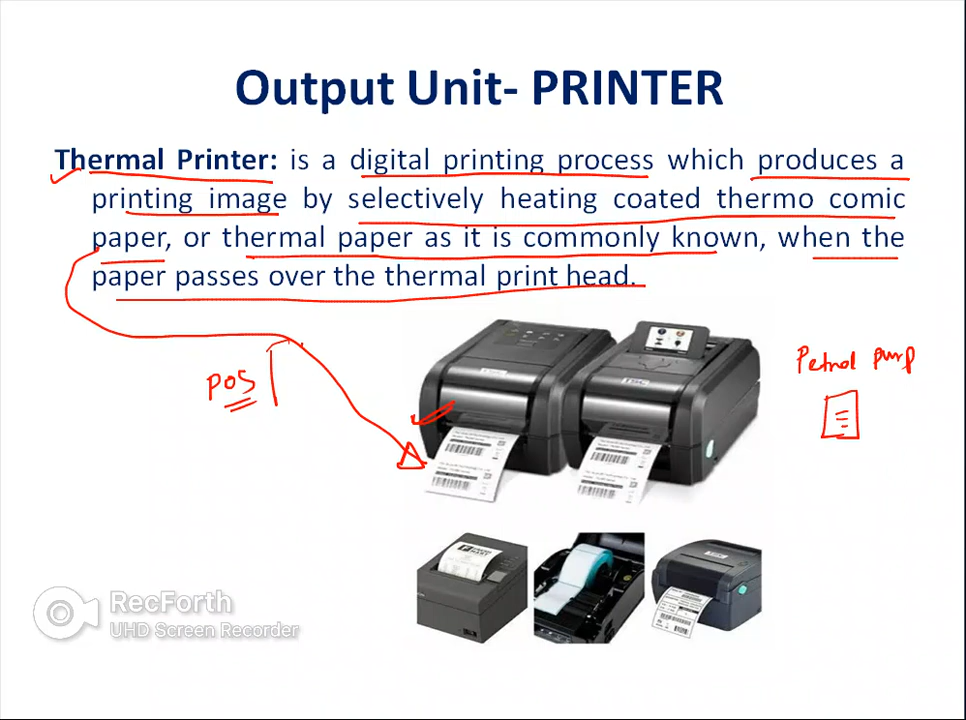 Output Unit- PRINTER
Thermal Printer: is a digital printing process which produces a
printing image by selectively heating coated thermo comic
paper, or thermal paper as it is commonly known, when the
paper passes over the thermal print head.
Petrol pump
POS
RecForth
UHD Screen Recorder